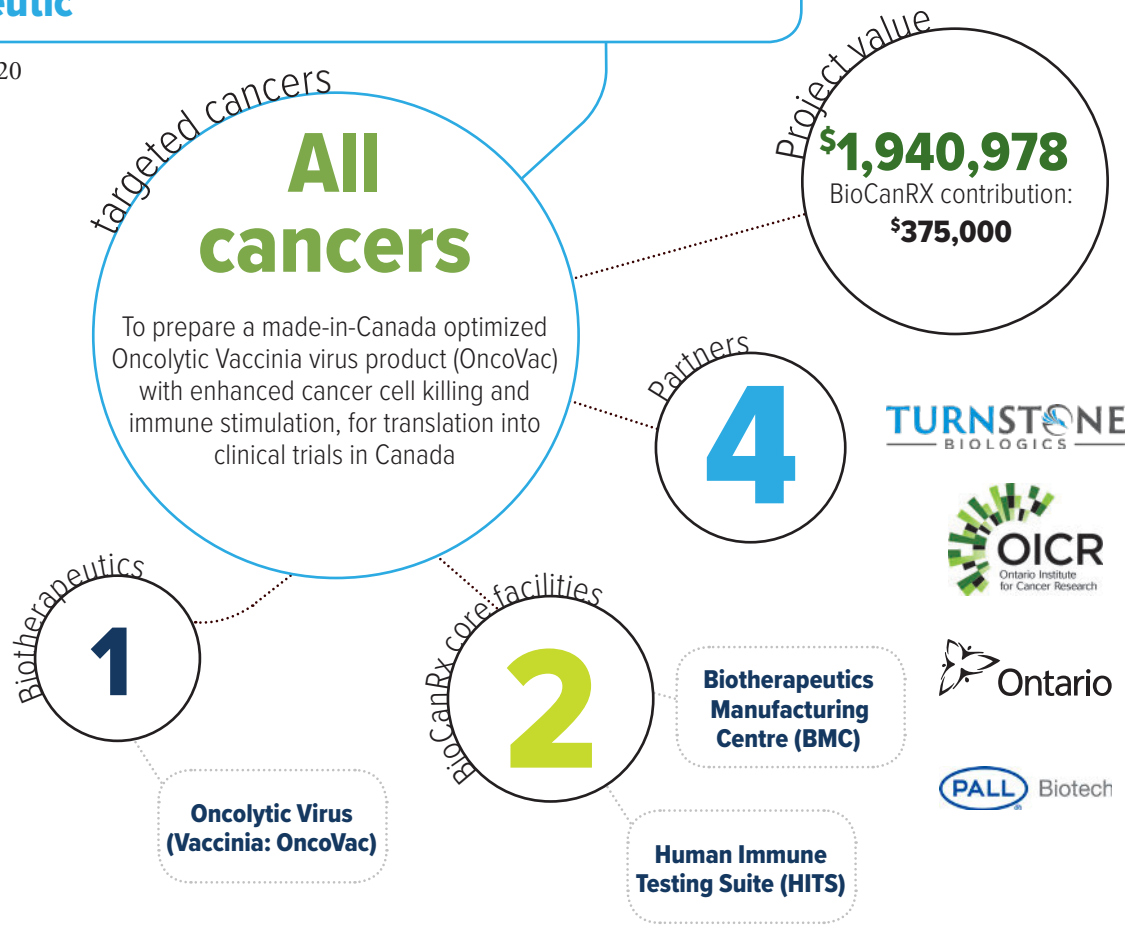 targeted cancers
All
cancers
To prepare a made-in-Canada optimized
Oncolytic Vaccinia virus product (OncoVac)
with enhanced cancer cell killing and
immune stimulation, for translation into
clinical trials in Canada
Project value
$1,940,978
BioCanRX contribution:
$375,000
Partners
4
TURNSTONE
BIOLOGICS
OICR
Ontario Institute
for Cancer Research
Ontario
PALL Biotech
Biotherapeutics
1
Oncolytic Virus
(Vaccinia: OncoVac)
BioCanRx core facilities
2
Biotherapeutics
Manufacturing
Centre (BMC)
Human Immune
Testing Suite (HITS)